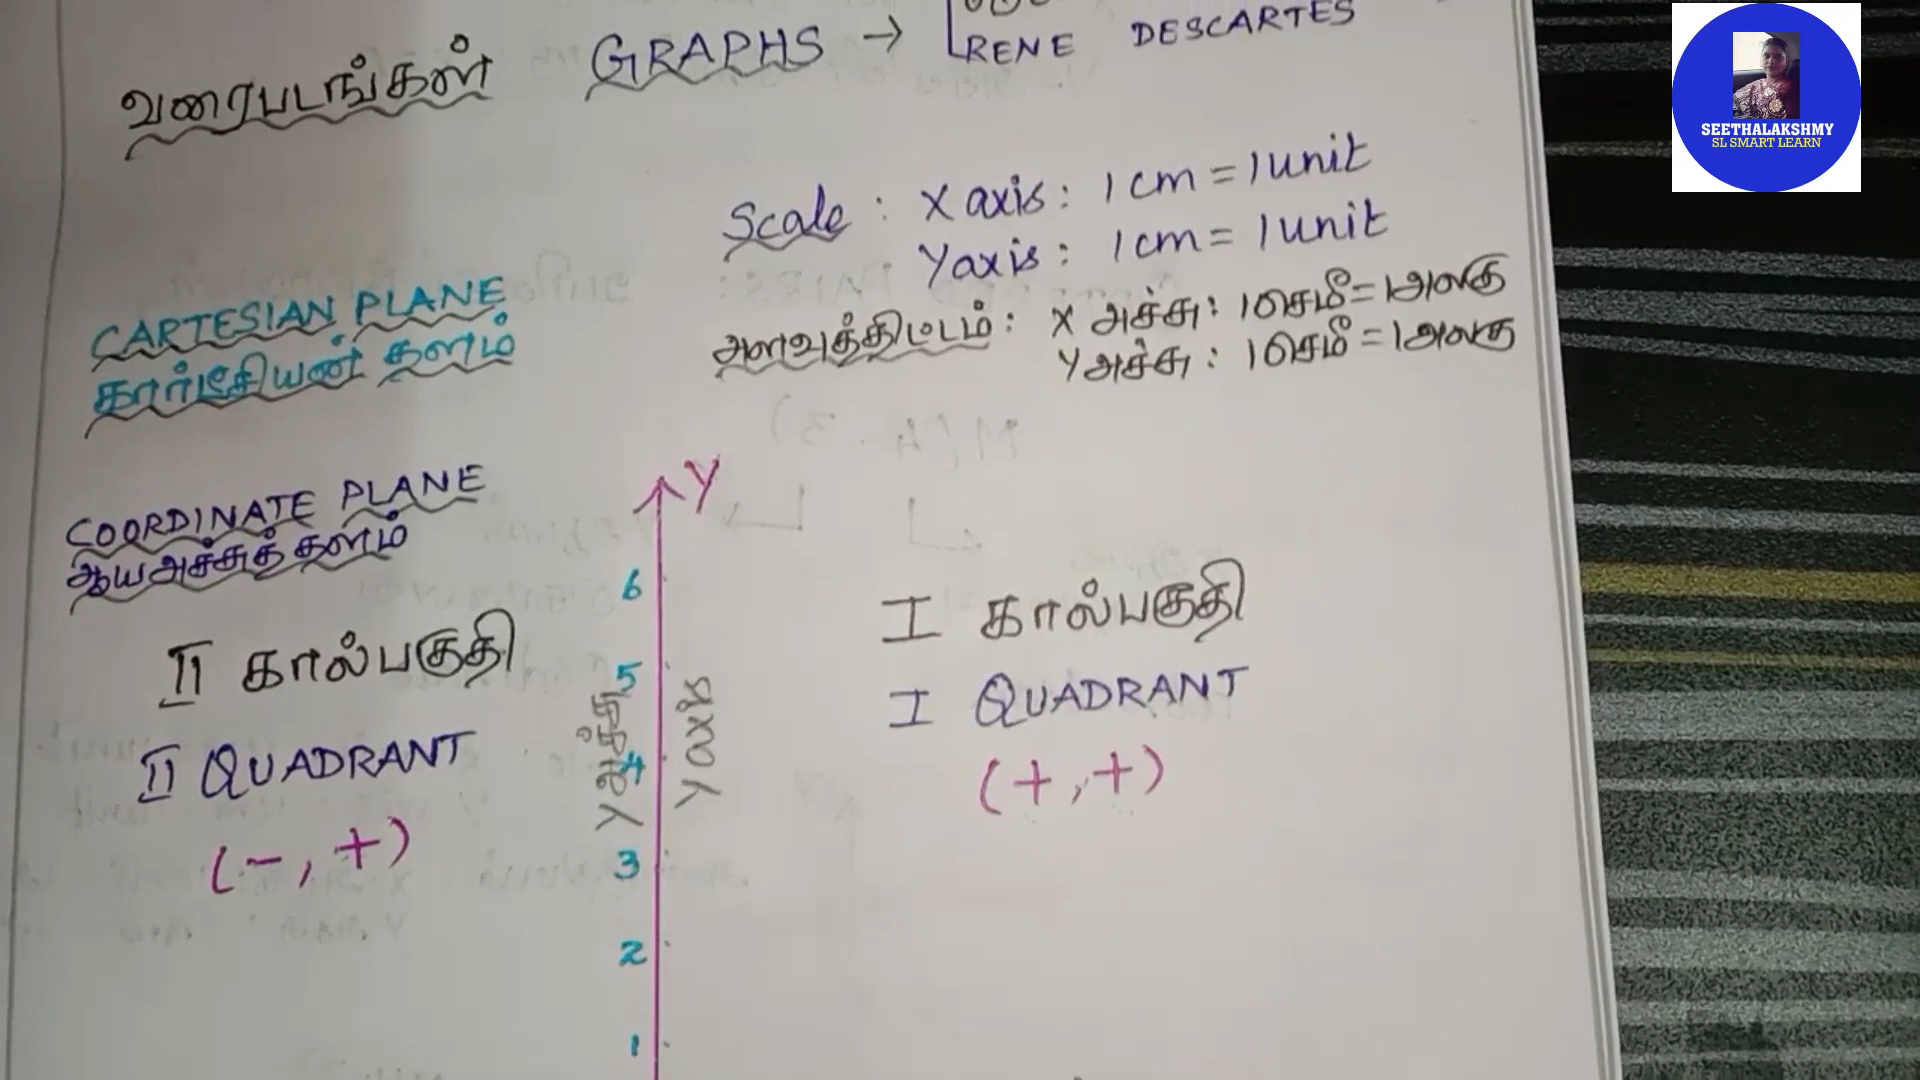 வரைபடங்கள் GRAPHS → RENE DESCARTES
Scale : X axis : 1 cm = 1 unit
Y axis : 1 cm = 1 unit
அளவுத்திட்டம் : X அச்சு : 1 செமீ = 1 அலகு
Y அச்சு : 1 செமீ = 1 அலகு
CARTESIAN PLANE
கார்டீசியன் தளம்
COORDINATE PLANE
ஆயஅச்சுத் தளம்
Y
6
I கால்பகுதி
II கால்பகுதி
5
I QUADRANT
II QUADRANT
Y அச்சு
Y axis
4
(+, +)
(-, +)
3
2
1
SEETHALAKSHMY
SL SMART LEARN